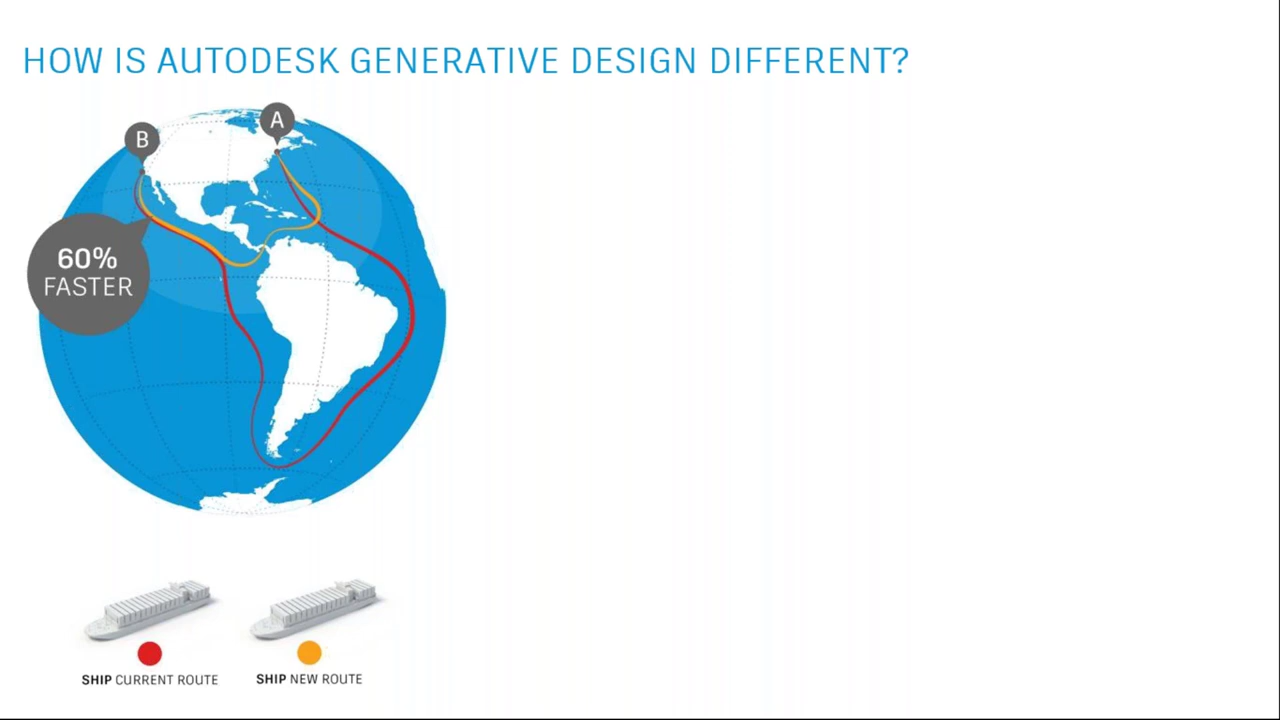 HOW IS AUTODESK GENERATIVE DESIGN DIFFERENT?
A
B
60%
FASTER
SHIP CURRENT ROUTE
SHIP NEW ROUTE